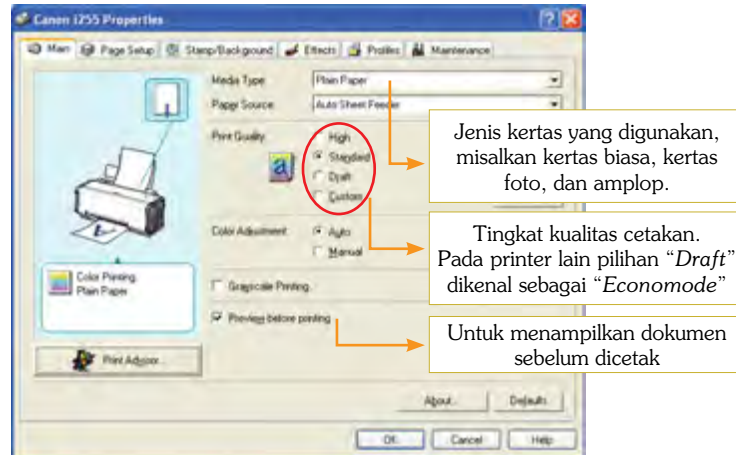 Canon i255 Properties
Main Page Setup Stamp/Background Effects Profiles Maintenance
Media Type: Plain Paper
Paper Source: Auto Sheet Feeder
Print Quality: High
Standard
Draft
Custom
Color Adjustment: Auto
Manual
Color Printing
Plain Paper
Grayscale Printing
Preview before printing
Print Advisor...
About... Defaults
OK Cancel Help
Jenis kertas yang digunakan,
misalkan kertas biasa, kertas
foto, dan amplop.
Tingkat kualitas cetakan.
Pada printer lain pilihan “Draft”
dikenal sebagai “Economode”
Untuk menampilkan dokumen
sebelum dicetak